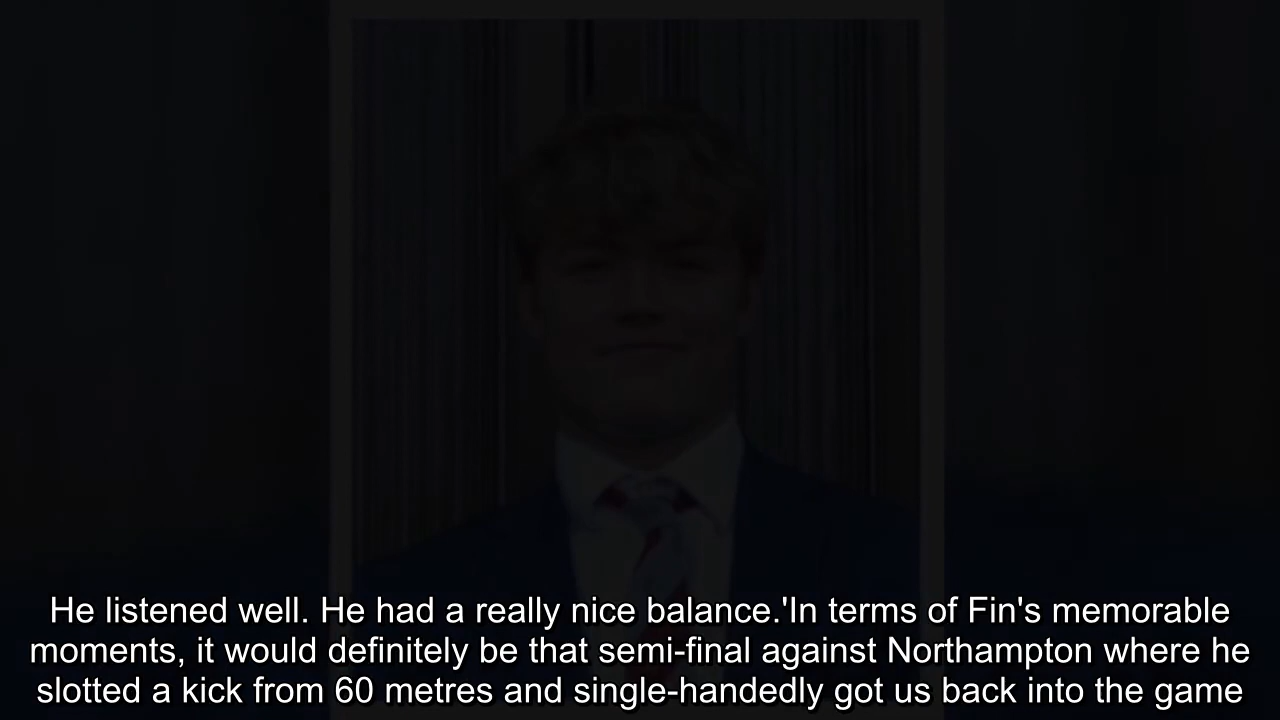 He listened well. He had a really nice balance.'In terms of Fin's memorable
moments, it would definitely be that semi-final against Northampton where he
slotted a kick from 60 metres and single-handedly got us back into the game